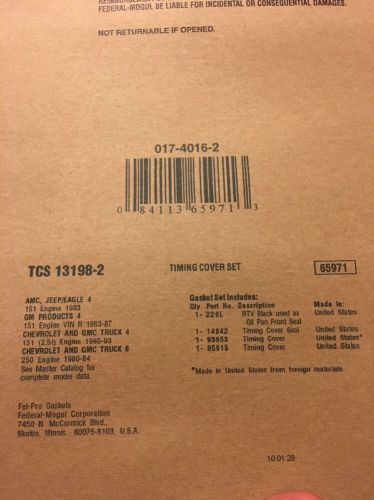 FEDERAL-MOGUL BE LIABLE FOR INCIDENTAL OR CONSEQUENTIAL DAMAGES.
NOT RETURNABLE IF OPENED.
017-4016-2
0 84113 65971 3
TCS 13198-2 TIMING COVER SET 65971
AMC, JEEP/EAGLE 4
151 Engine 1983
GM PRODUCTS 4
151 Engine VIN R 1983-87
CHEVROLET AND GMC TRUCK 4
151 (2.5l) Engine 1985-93
CHEVROLET AND GMC TRUCK 6
250 Engine 1980-84
See Master Catalog for
complete model data.
Gasket Set Includes:
Qty. Part No. Description Made in:
1- 226L RTV Black used as United States
Oil Pan Front Seal
1- 14842 Timing Cover Seal United States
1- Timing Cover United States*
1- 95615 Timing Cover United States
*Made in United States from foreign materials
Fel-Pro Gaskets
Federal-Mogul Corporation
7450 N. McCormick Blvd.,
Skokie, Illinois 60076-8103, U.S.A.
10-01-28